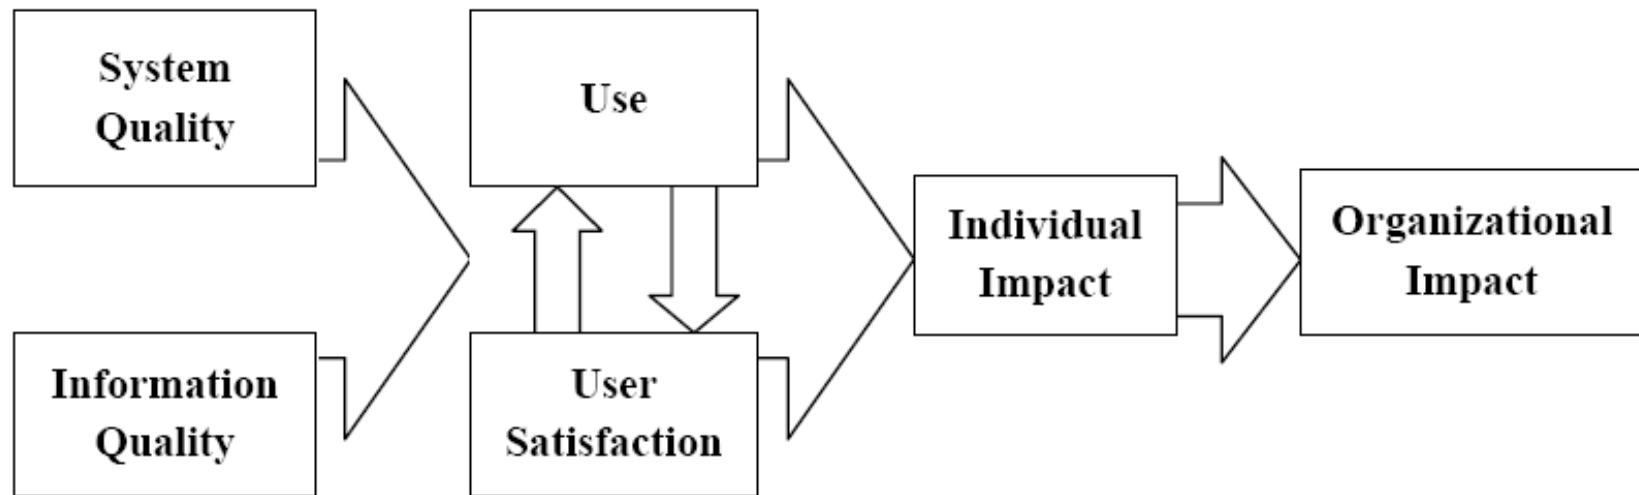 System
Quality
Use
Individual
Impact
Organizational
Impact
Information
Quality
User
Satisfaction